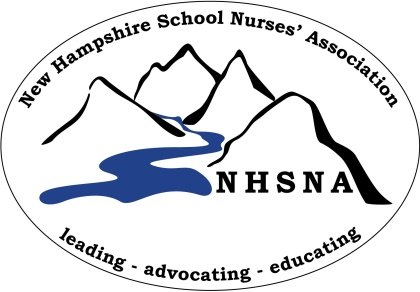 New Hampshire School Nurses' Association
NHSNA
leading - advocating - educating